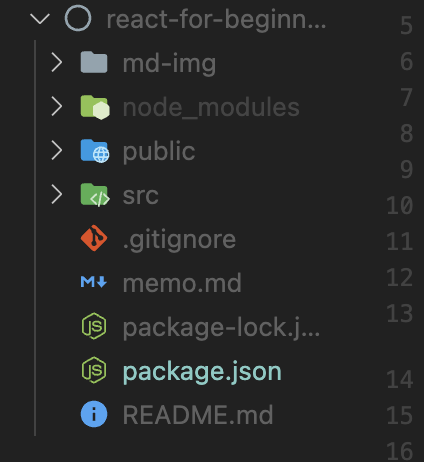 react-for-beginn...
5
md-img
6
node_modules
7
public
8
9
src
10
.gitignore
11
memo.md
12
package-lock.j...
13
package.json
14
README.md
15
16